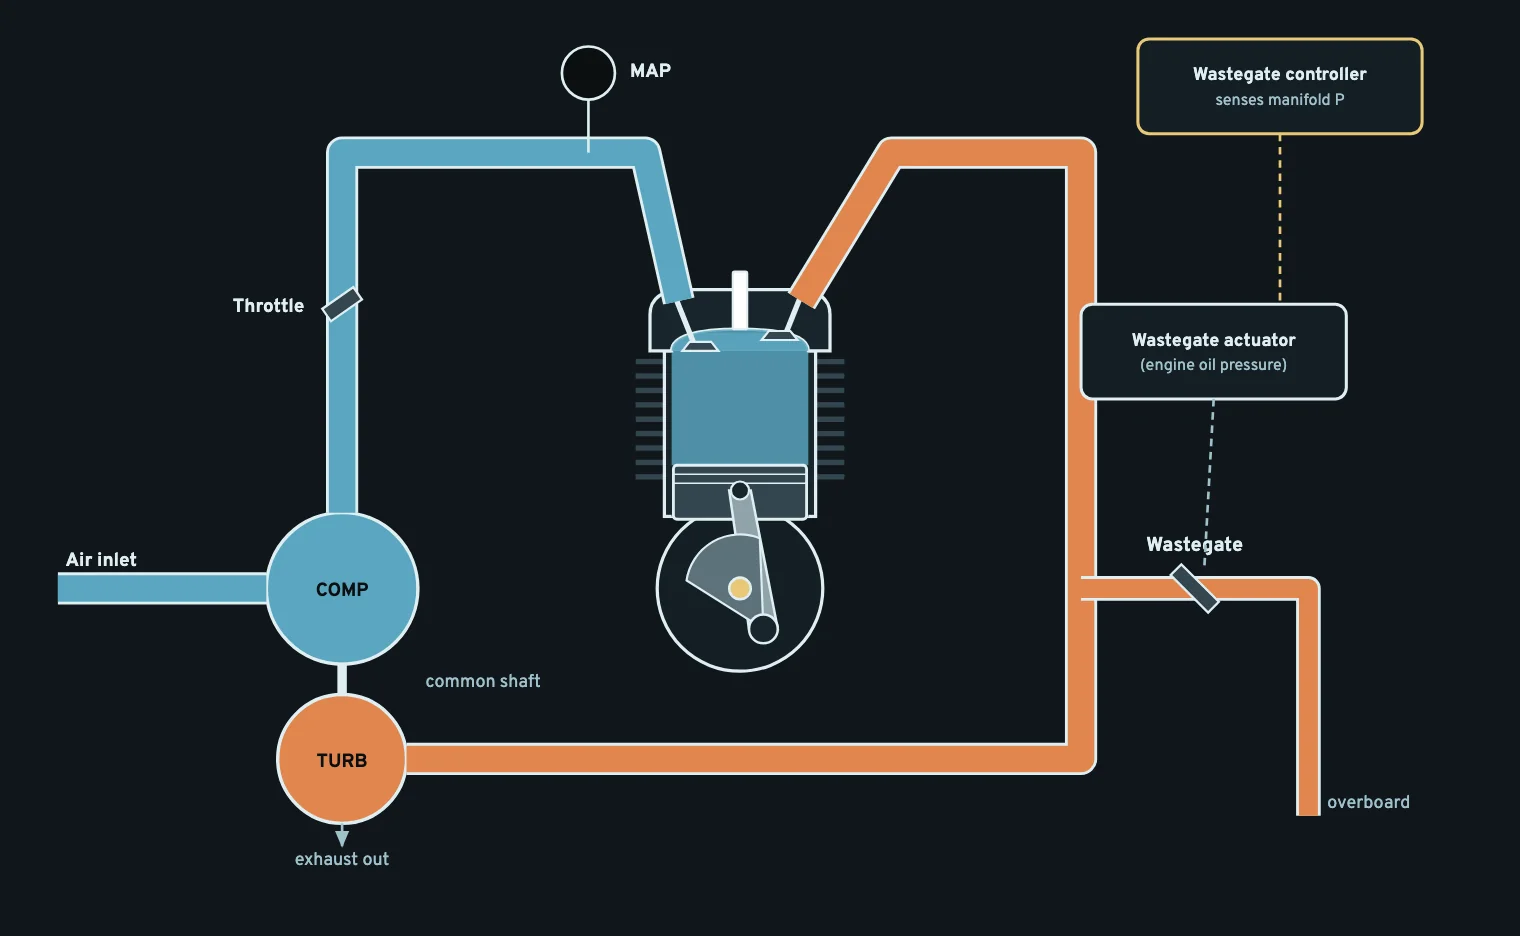 MAP
Wastegate controller
senses manifold P
Throttle
Wastegate actuator
(engine oil pressure)
Air inlet
COMP
Wastegate
common shaft
TURB
overboard
exhaust out